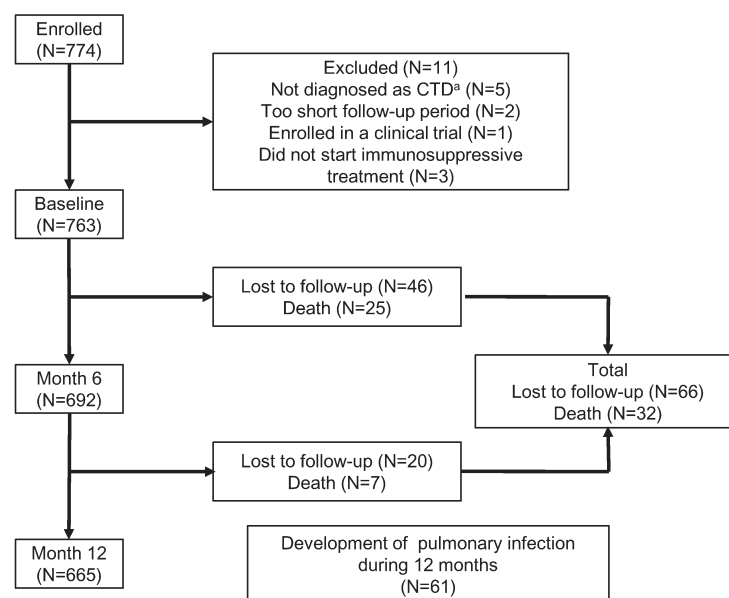 Enrolled
(N=774)
Excluded (N=11)
Not diagnosed as CTDᵃ (N=5)
Too short follow-up period (N=2)
Enrolled in a clinical trial (N=1)
Did not start immunosuppressive
treatment (N=3)
Baseline
(N=763)
Lost to follow-up (N=46)
Death (N=25)
Month 6
(N=692)
Total
Lost to follow-up (N=66)
Death (N=32)
Lost to follow-up (N=20)
Death (N=7)
Month 12
(N=665)
Development of pulmonary infection
during 12 months
(N=61)